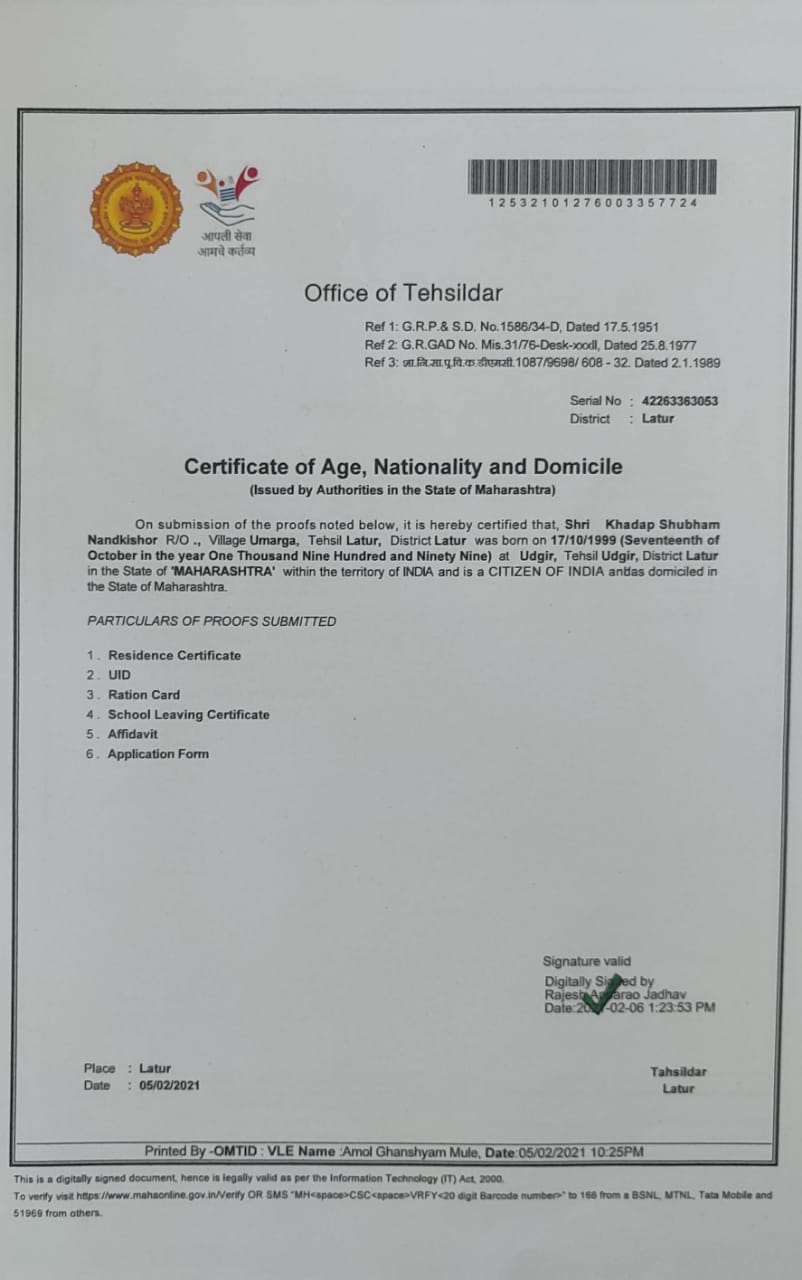 आपली सेवा
आमचे कर्तव्य
12532101276003357724
Office of Tehsildar
Ref 1: G.R.P.& S.D. No.1586/34-D, Dated 17.5.1951
Ref 2: G.R.GAD No. Mis.31/76-Desk-xxxII, Dated 25.8.1977
Ref 3: ज्ञा.नि.सा.पू.वि.क.डीएमसी.1087/9698/ 608 - 32. Dated 2.1.1989
Serial No : 42263363053
District : Latur
Certificate of Age, Nationality and Domicile
(Issued by Authorities in the State of Maharashtra)
On submission of the proofs noted below, it is hereby certified that, Shri Khadap Shubham
Nandkishor R/O ., Village Umarga, Tehsil Latur, District Latur was born on 17/10/1999 (Seventeenth of
October in the year One Thousand Nine Hundred and Ninety Nine) at Udgir, Tehsil Udgir, District Latur
in the State of 'MAHARASHTRA' within the territory of INDIA and is a CITIZEN OF INDIA and domiciled in
the State of Maharashtra.
PARTICULARS OF PROOFS SUBMITTED
1 . Residence Certificate
2 . UID
3 . Ration Card
4 . School Leaving Certificate
5 . Affidavit
6 . Application Form
Signature valid
Digitally Signed by
Rajesh Jadhav
Date: -02-06 1:23:53 PM
Place : Latur
Date : 05/02/2021
Tahsildar
Latur
Printed By -OMTID : VLE Name :Amol Ghanshyam Mule, Date:05/02/2021 10:25PM
This is a digitally signed document, hence is legally valid as per the Information Technology (IT) Act, 2000.
To verify visit https://www.mahaonline.gov.in/Verify OR SMS "MH<space>CSC<space>VRFY<20 digit Barcode number>" to 166 from a BSNL, MTNL, Tata Mobile and
51969 from others.